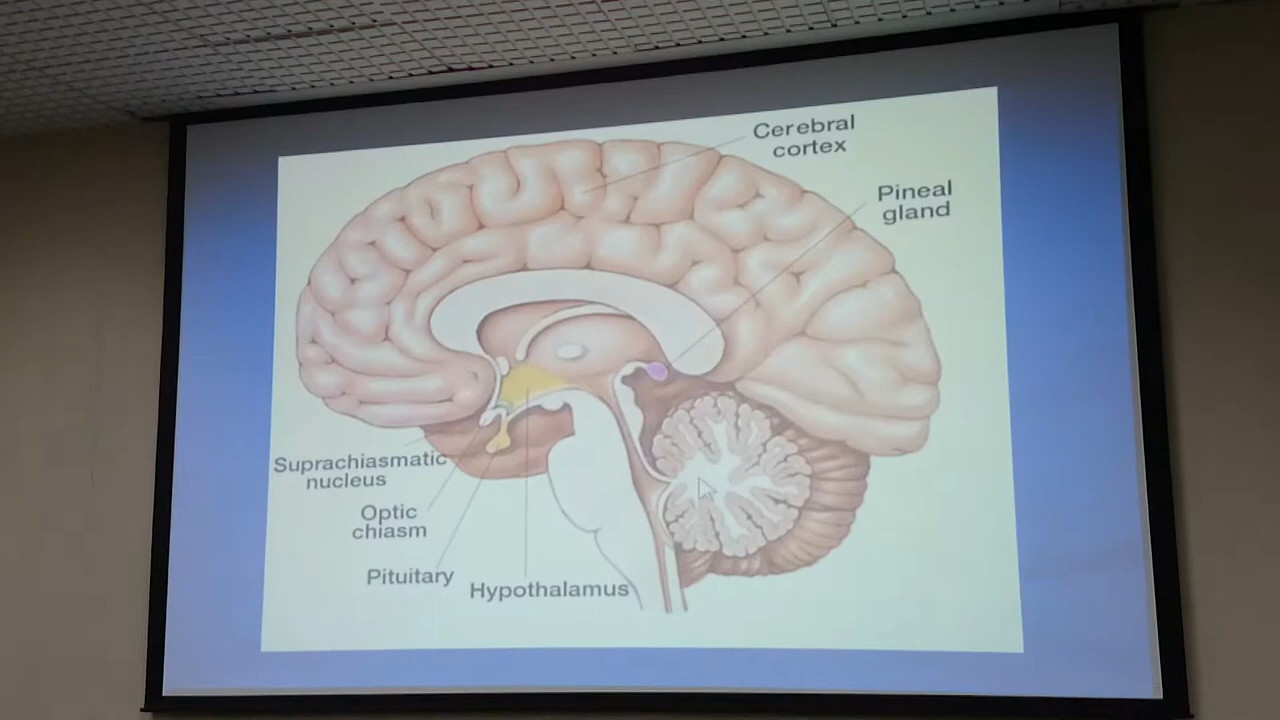 Cerebral
cortex
Pineal
gland
Suprachiasmatic
nucleus
Optic
chiasm
Pituitary
Hypothalamus